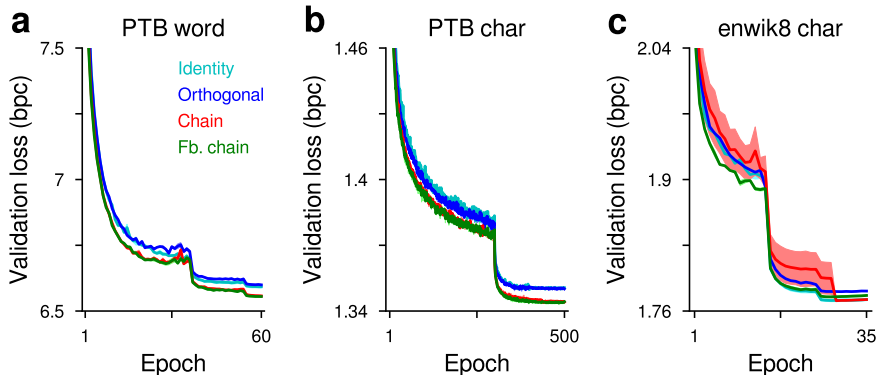 a PTB word
7.5
7
6.5
Validation loss (bpc)
Identity
Orthogonal
Chain
Fb. chain
1 60
Epoch
b PTB char
1.46
1.4
1.34
Validation loss (bpc)
1 500
Epoch
c enwik8 char
2.04
1.9
1.76
Validation loss (bpc)
1 35
Epoch